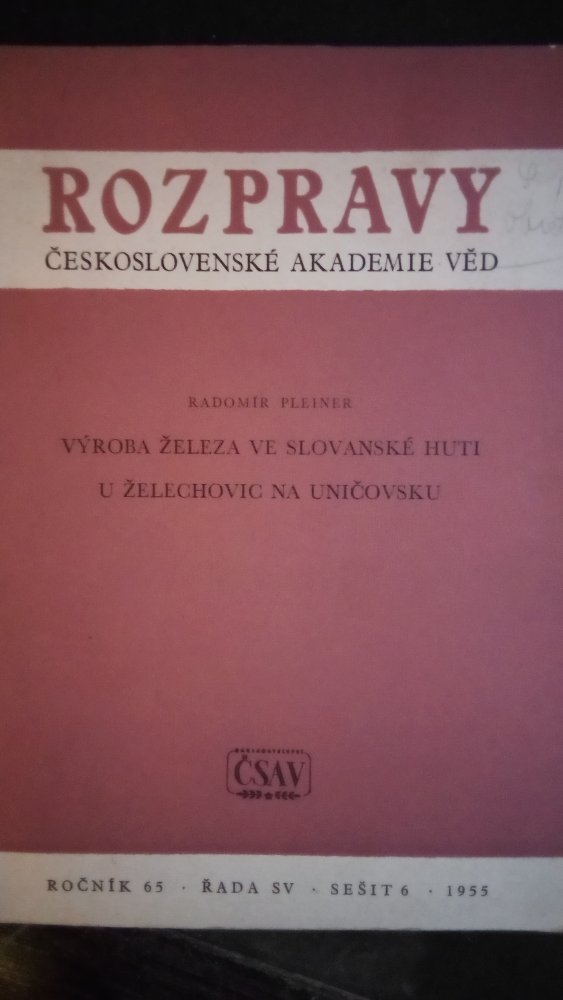 ROZPRAVY
ČESKOSLOVENSKÉ AKADEMIE VĚD
RADOMÍR PLEINER
VÝROBA ŽELEZA VE SLOVANSKÉ HUTI
U ŽELECHOVIC NA UNIČOVSKU
NAKLADATELSTVÍ
ČSAV
ROČNÍK 65 · ŘADA SV · SEŠIT 6 · 1955